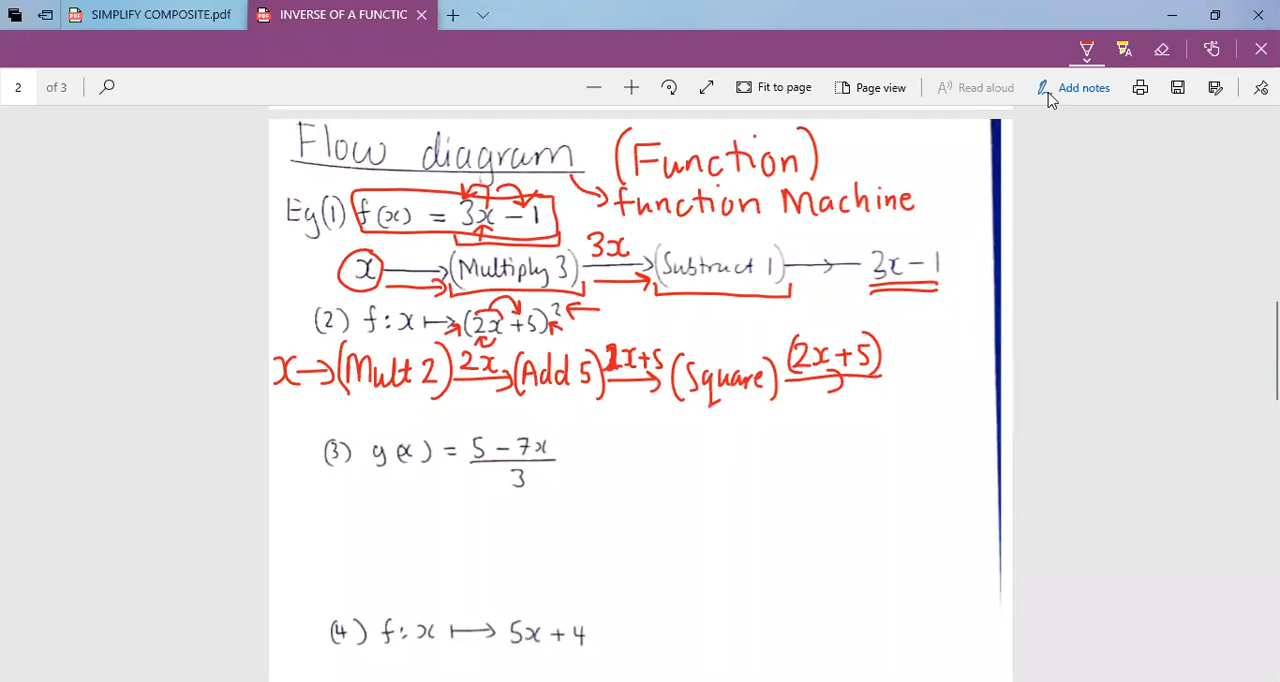 SIMPLIFY COMPOSITE.pdf INVERSE OF A FUNCTIC
2 of 3 Fit to page Page view Read aloud Add notes
Flow diagram (Function)
function Machine
Eg(1) f(x) = 3x - 1
x → (Multiply 3) 3x → (Subtract 1) → 3x - 1
(2) f: x ↦ (2x + 5)²
x → (Mult 2) 2x → (Add 5) 2x+5 → (Square) (2x+5) →
(3) g(x) = 5 - 7x
3
(4) f: x ↦ 5x + 4